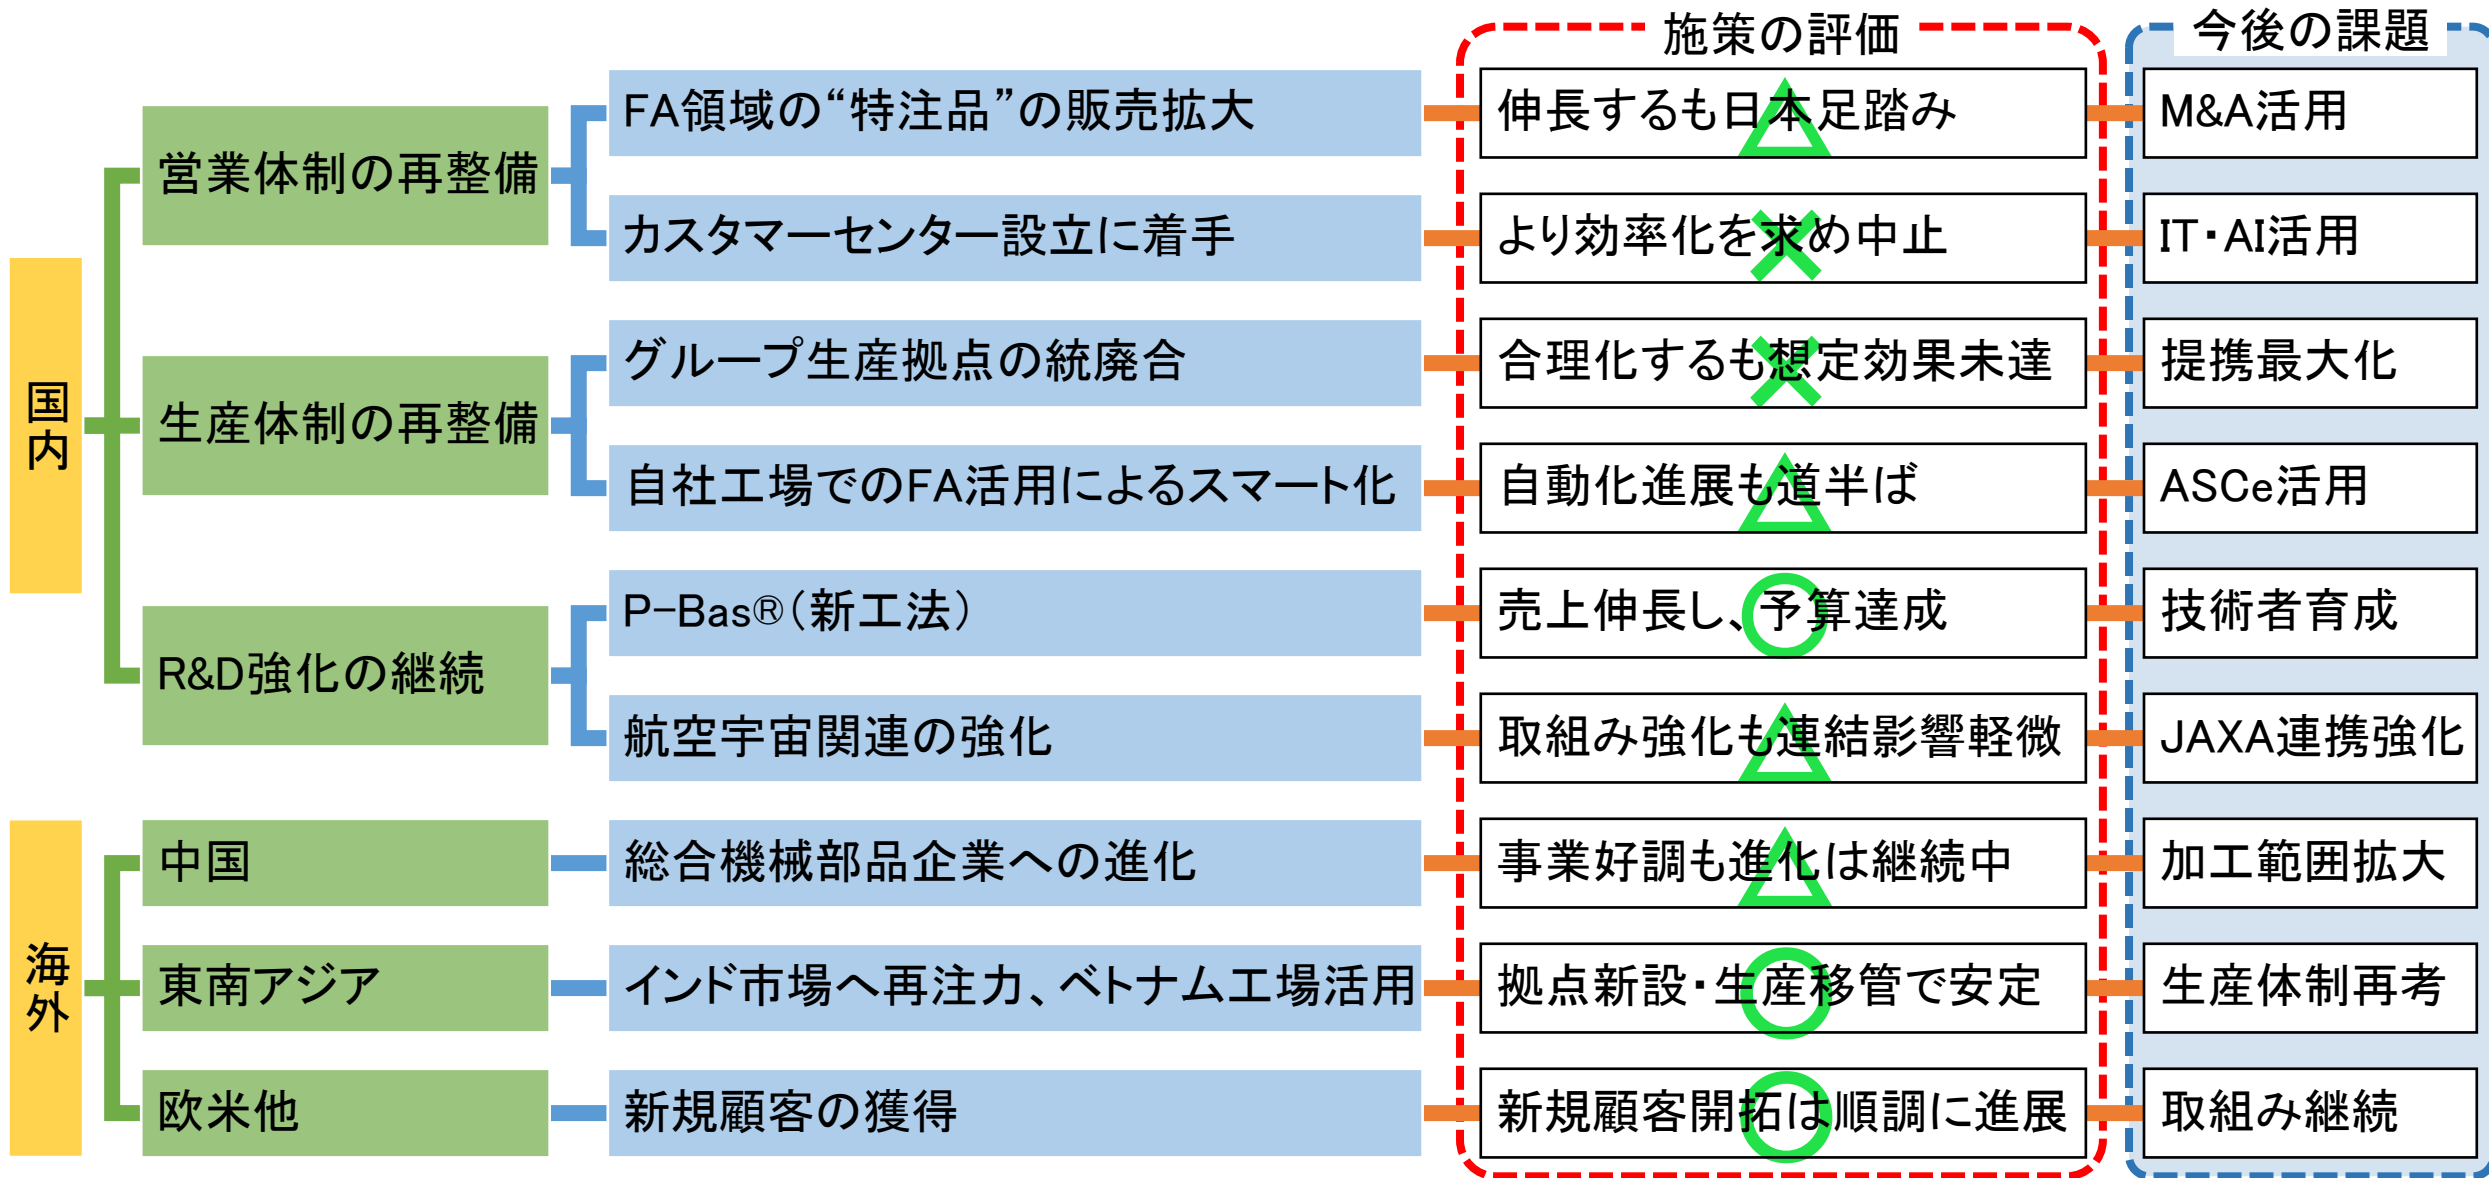 施策の評価
今後の課題
国内
営業体制の再整備
FA領域の“特注品”の販売拡大
伸長するも日本足踏み
M&A活用
カスタマーセンター設立に着手
より効率化を求め中止
IT・AI活用
生産体制の再整備
グループ生産拠点の統廃合
合理化するも想定効果未達
提携最大化
自社工場でのFA活用によるスマート化
自動化進展も道半ば
ASCe活用
R&D強化の継続
P-Bas®(新工法)
売上伸長し、予算達成
技術者育成
航空宇宙関連の強化
取組み強化も連結影響軽微
JAXA連携強化
海外
中国
総合機械部品企業への進化
事業好調も進化は継続中
加工範囲拡大
東南アジア
インド市場へ再注力、ベトナム工場活用
拠点新設・生産移管で安定
生産体制再考
欧米他
新規顧客の獲得
新規顧客開拓は順調に進展
取組み継続